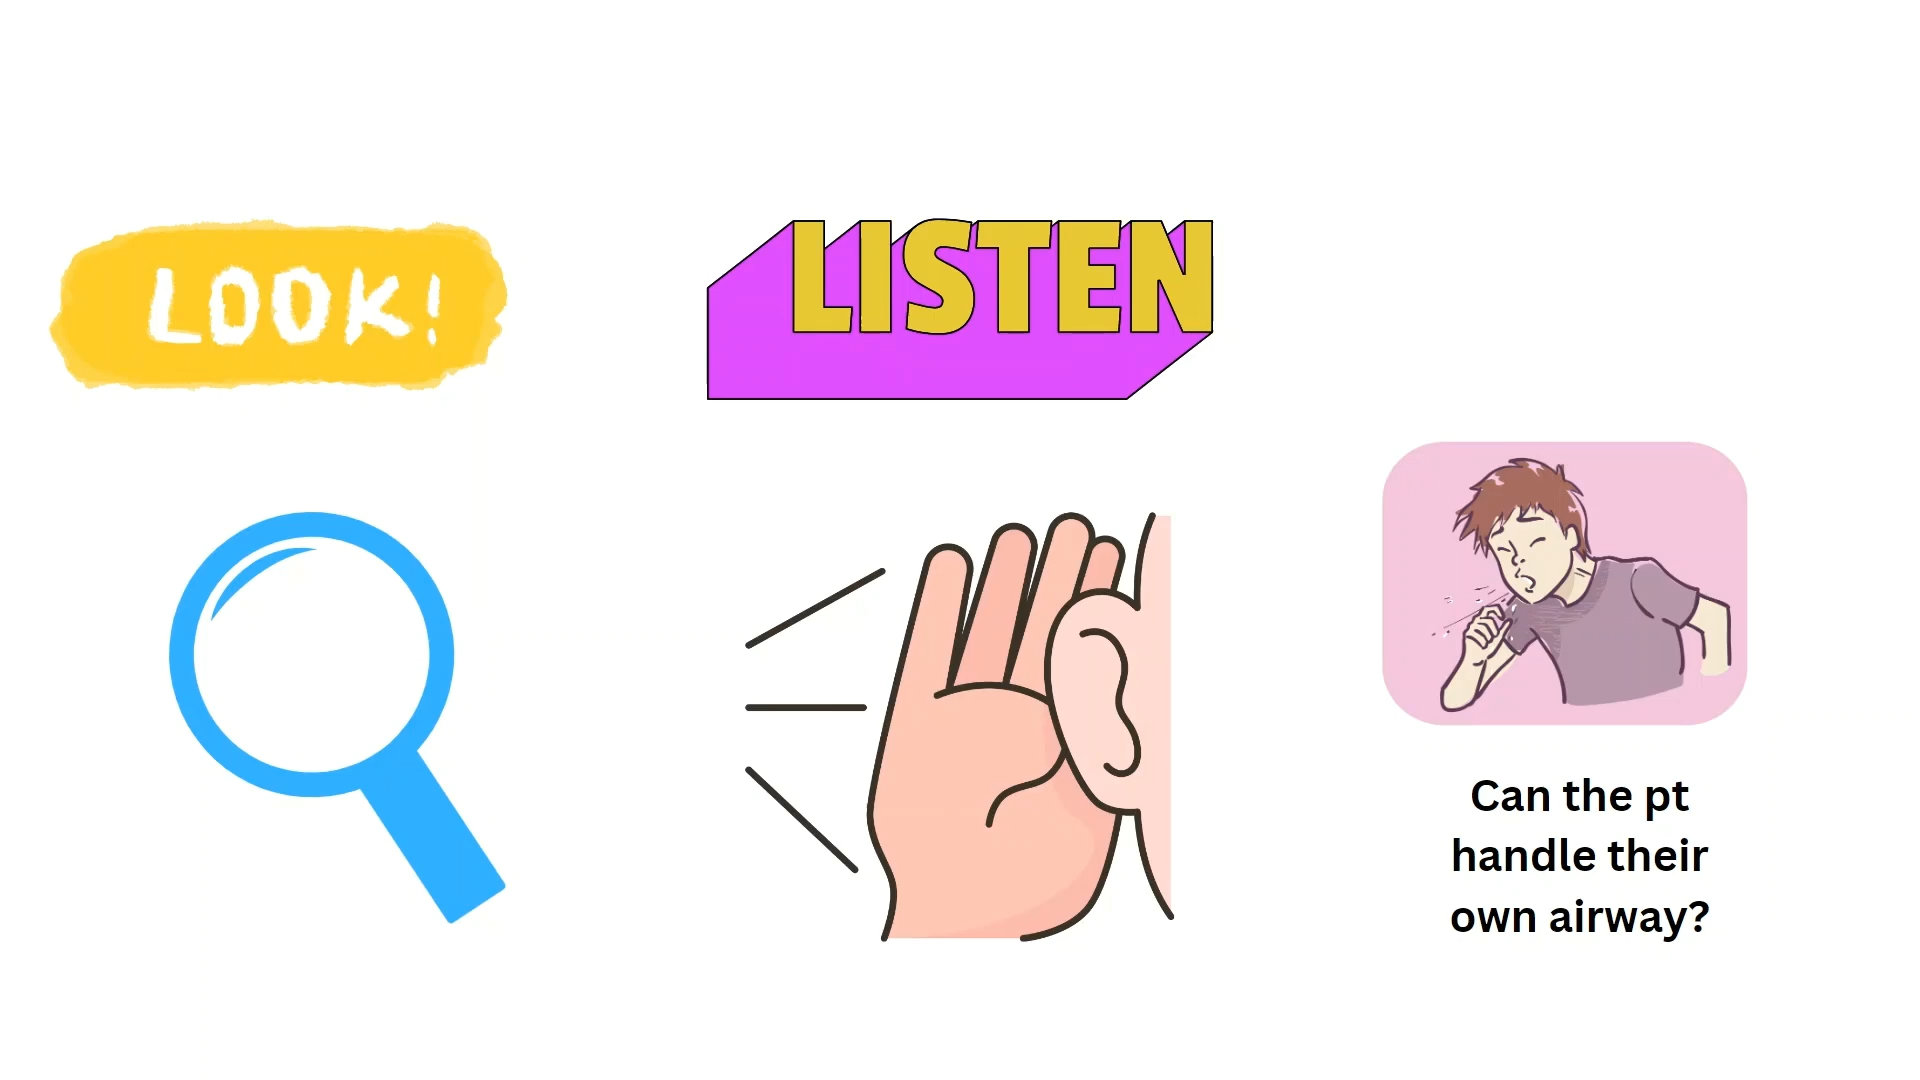 LOOK!
LISTEN
Can the pt
handle their
own airway?